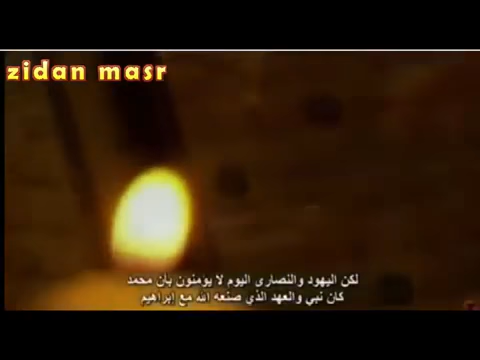 zidan masr
لكن اليهود والنصارى اليوم لا يؤمنون بأن محمد
كان نبي والعهد الذي صنعه الله مع إبراهيم